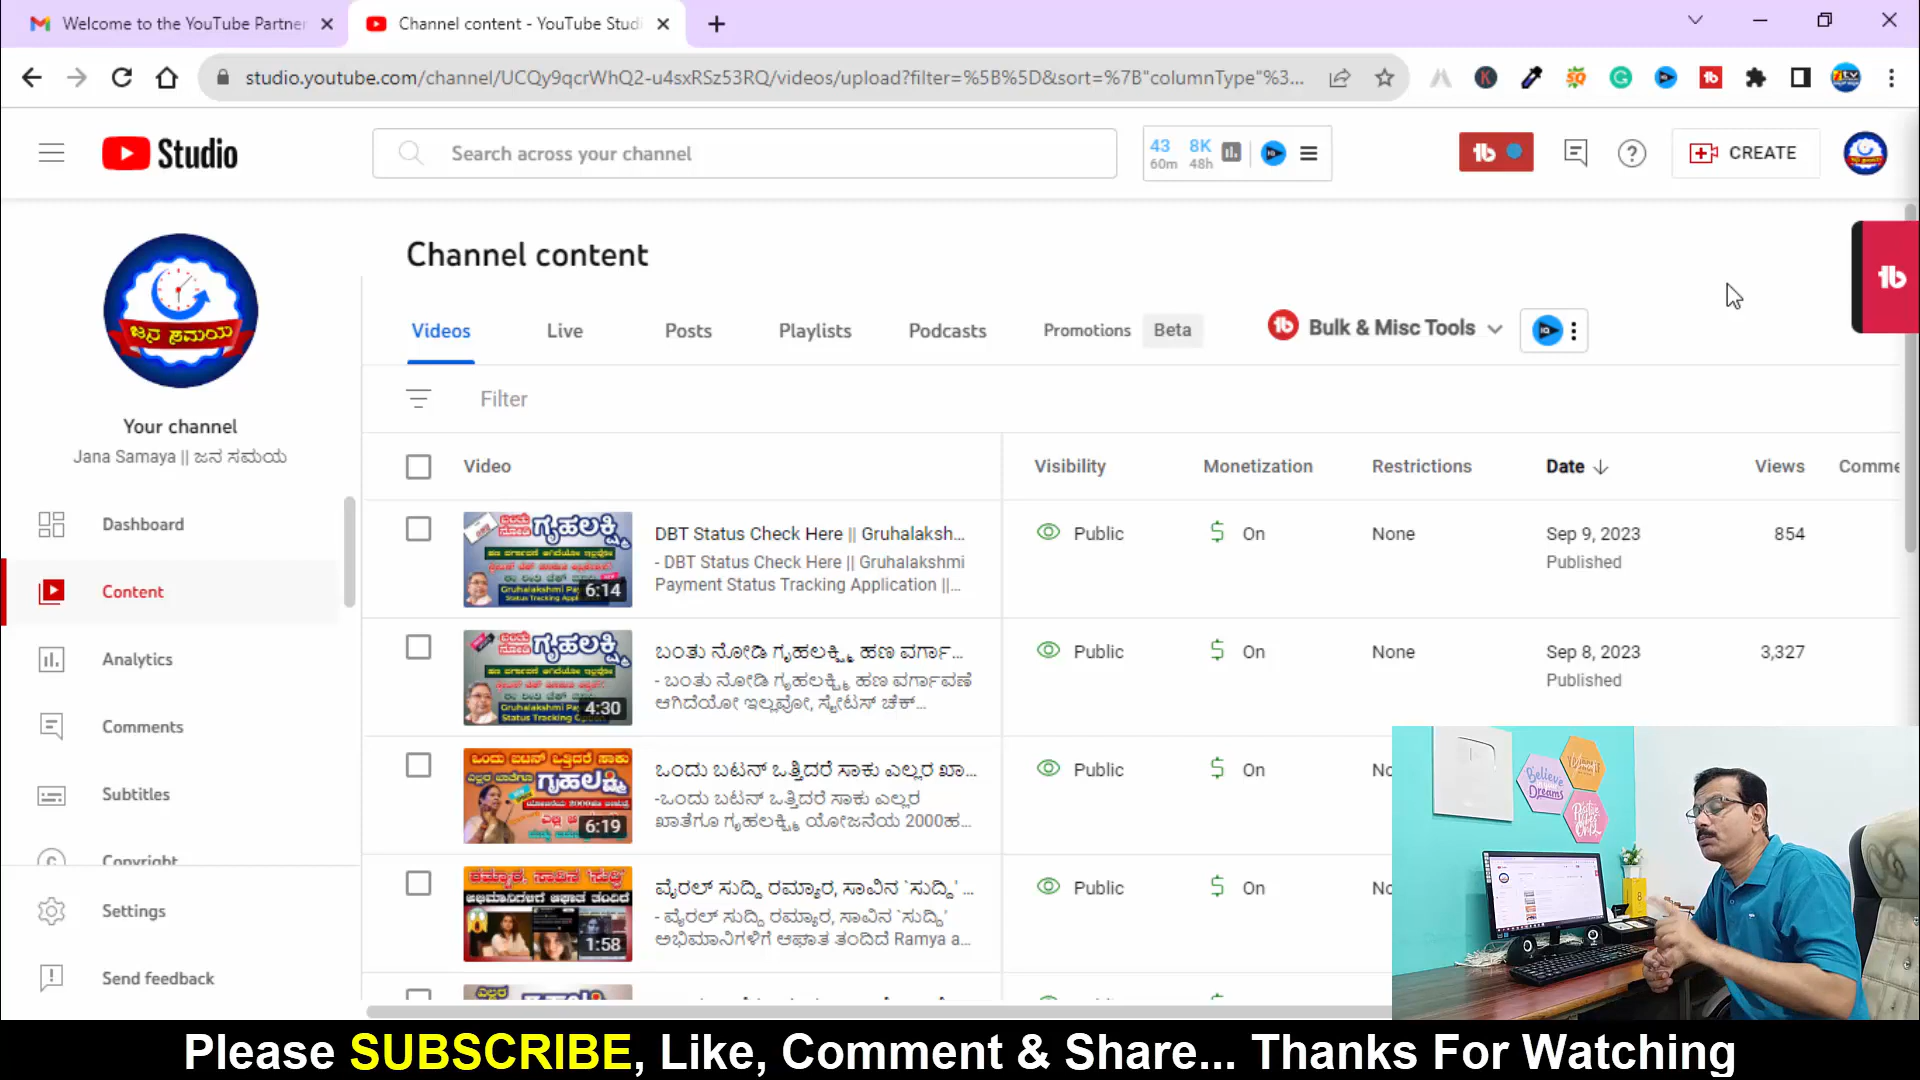 Welcome to the YouTube Partner
Channel content - YouTube Studi
studio.youtube.com/channel/UCQy9qcrWhQ2-u4sxRSz53RQ/videos/upload?filter=%5B%5D&sort=%7B"columnType"%3...
Studio
Search across your channel
43 8K
60m 48h
CREATE
ಜನ ಸಮಯ
Your channel
Jana Samaya || ಜನ ಸಮಯ
Dashboard
Content
Analytics
Comments
Subtitles
Copyright
Settings
Send feedback
Channel content
Videos Live Posts Playlists Podcasts Promotions Beta Bulk & Misc Tools
Filter
Video Visibility Monetization Restrictions Date Views Comme
DBT Status Check Here || Gruhalaksh...
- DBT Status Check Here || Gruhalakshmi
Payment Status Tracking Application ||...
6:14
Public On None Sep 9, 2023 854
Published
ಬಂತು ನೋಡಿ ಗೃಹಲಕ್ಷ್ಮಿ ಹಣ ವರ್ಗಾ...
- ಬಂತು ನೋಡಿ ಗೃಹಲಕ್ಷ್ಮಿ ಹಣ ವರ್ಗಾವಣೆ
ಆಗಿದೆಯೋ ಇಲ್ಲವೋ, ಸ್ಟೇಟಸ್ ಚೆಕ್...
4:30
Public On None Sep 8, 2023 3,327
Published
ಒಂದು ಬಟನ್ ಒತ್ತಿದರೆ ಸಾಕು ಎಲ್ಲರ ಖಾ...
-ಒಂದು ಬಟನ್ ಒತ್ತಿದರೆ ಸಾಕು ಎಲ್ಲರ
ಖಾತೆಗೂ ಗೃಹಲಕ್ಷ್ಮಿ ಯೋಜನೆಯ 2000ಹ...
6:19
Public On
ವೈರಲ್ ಸುದ್ದಿ ರಮ್ಯಾರ, ಸಾವಿನ `ಸುದ್ದಿ' ...
- ವೈರಲ್ ಸುದ್ದಿ ರಮ್ಯಾರ, ಸಾವಿನ `ಸುದ್ದಿ'
ಅಭಿಮಾನಿಗಳಿಗೆ ಆಘಾತ ತಂದಿದೆ Ramya a...
1:58
Public On
Believe
Dreams
Please SUBSCRIBE, Like, Comment & Share... Thanks For Watching